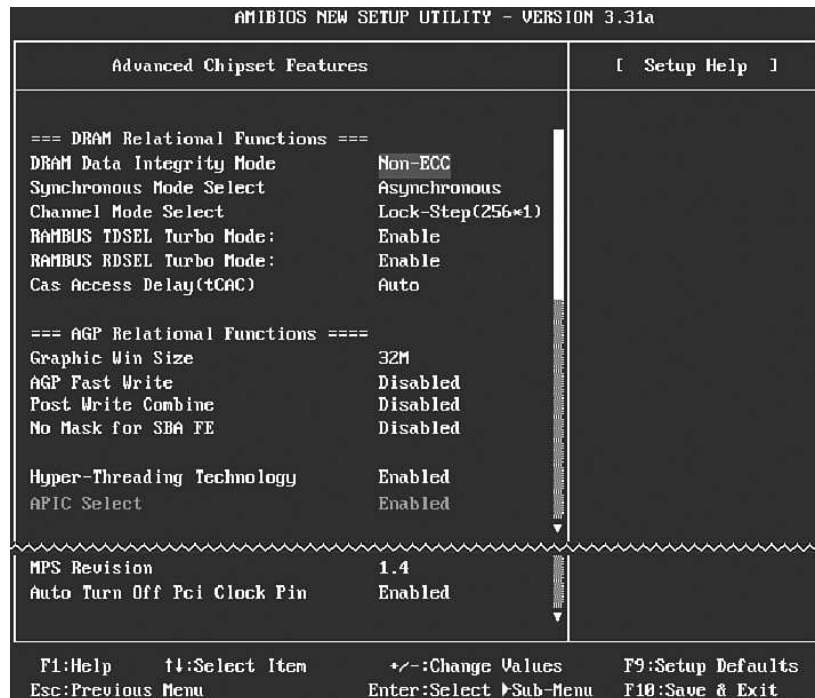 AMIBIOS NEW SETUP UTILITY - VERSION 3.31a
Advanced Chipset Features
[ Setup Help ]
=== DRAM Relational Functions ===
DRAM Data Integrity Mode Non-ECC
Synchronous Mode Select Asynchronous
Channel Mode Select Lock-Step(256*1)
RAMBUS TDSEL Turbo Mode: Enable
RAMBUS RDSEL Turbo Mode: Enable
Cas Access Delay(tCAC) Auto
=== AGP Relational Functions ====
Graphic Win Size 32M
AGP Fast Write Disabled
Post Write Combine Disabled
No Mask for SBA FE Disabled
Hyper-Threading Technology Enabled
APIC Select Enabled
MPS Revision 1.4
Auto Turn Off Pci Clock Pin Enabled
F1:Help ↑↓:Select Item +/-:Change Values F9:Setup Defaults
Esc:Previous Menu Enter:Select ▶Sub-Menu F10:Save & Exit